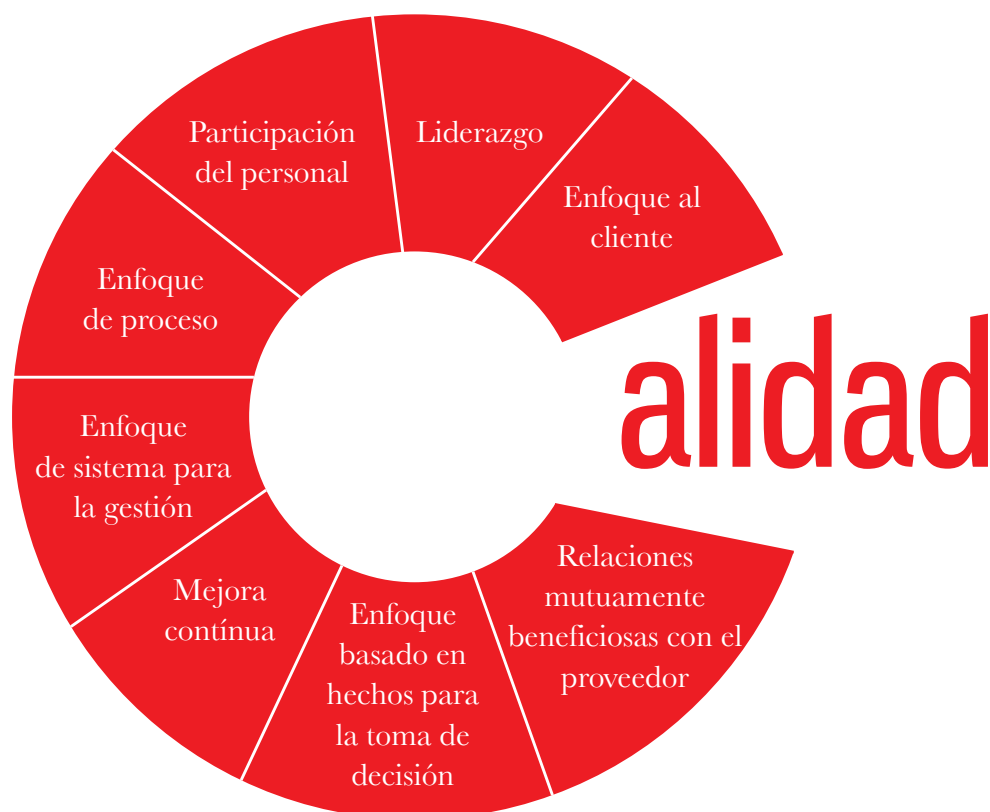 Enfoque al
cliente
Liderazgo
Participación
del personal
Enfoque
de proceso
Enfoque
de sistema para
la gestión
Mejora
contínua
Enfoque
basado en
hechos para
la toma de
decisión
Relaciones
mutuamente
beneficiosas con el
proveedor
alidad